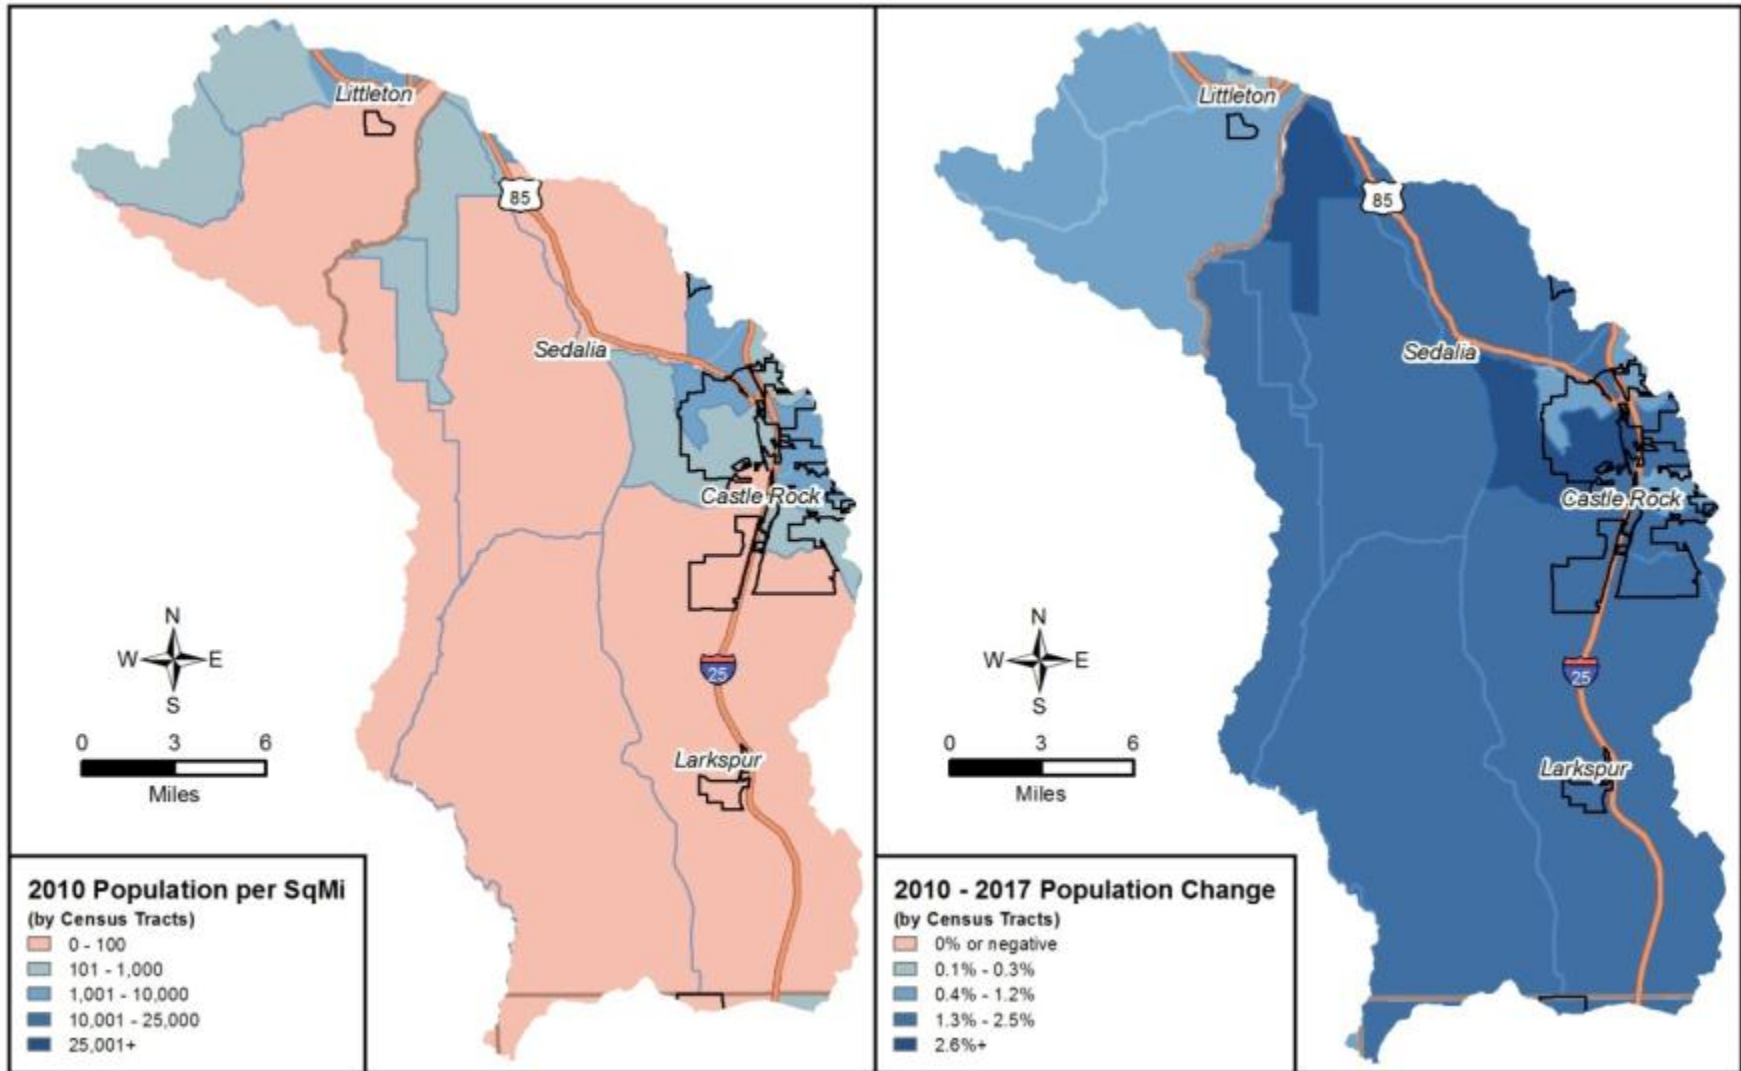 Littleton
85
Sedalia
Castle Rock
N
W E
S
25
0 3 6
Miles
Larkspur
2010 Population per SqMi
(by Census Tracts)
0 - 100
101 - 1,000
1,001 - 10,000
10,001 - 25,000
25,001+
Littleton
85
Sedalia
Castle Rock
N
W E
S
25
0 3 6
Miles
Larkspur
2010 - 2017 Population Change
(by Census Tracts)
0% or negative
0.1% - 0.3%
0.4% - 1.2%
1.3% - 2.5%
2.6%+